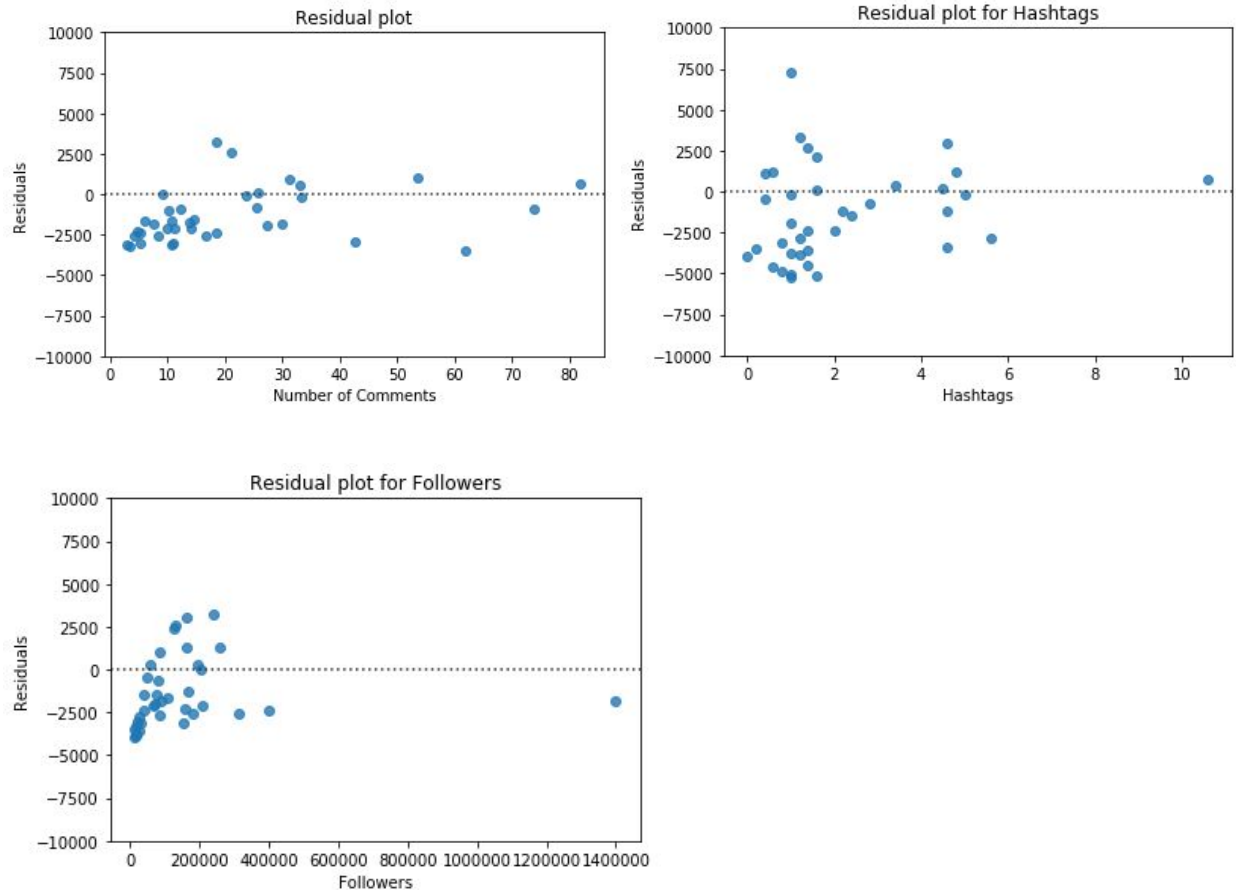 Residual plot
10000
7500
5000
2500
0
−2500
−5000
−7500
−10000
Residuals
0 10 20 30 40 50 60 70 80
Number of Comments
Residual plot for Hashtags
10000
7500
5000
2500
0
−2500
−5000
−7500
−10000
Residuals
0 2 4 6 8 10
Hashtags
Residual plot for Followers
10000
7500
5000
2500
0
−2500
−5000
−7500
−10000
Residuals
0 200000 400000 600000 800000 1000000 1200000 1400000
Followers